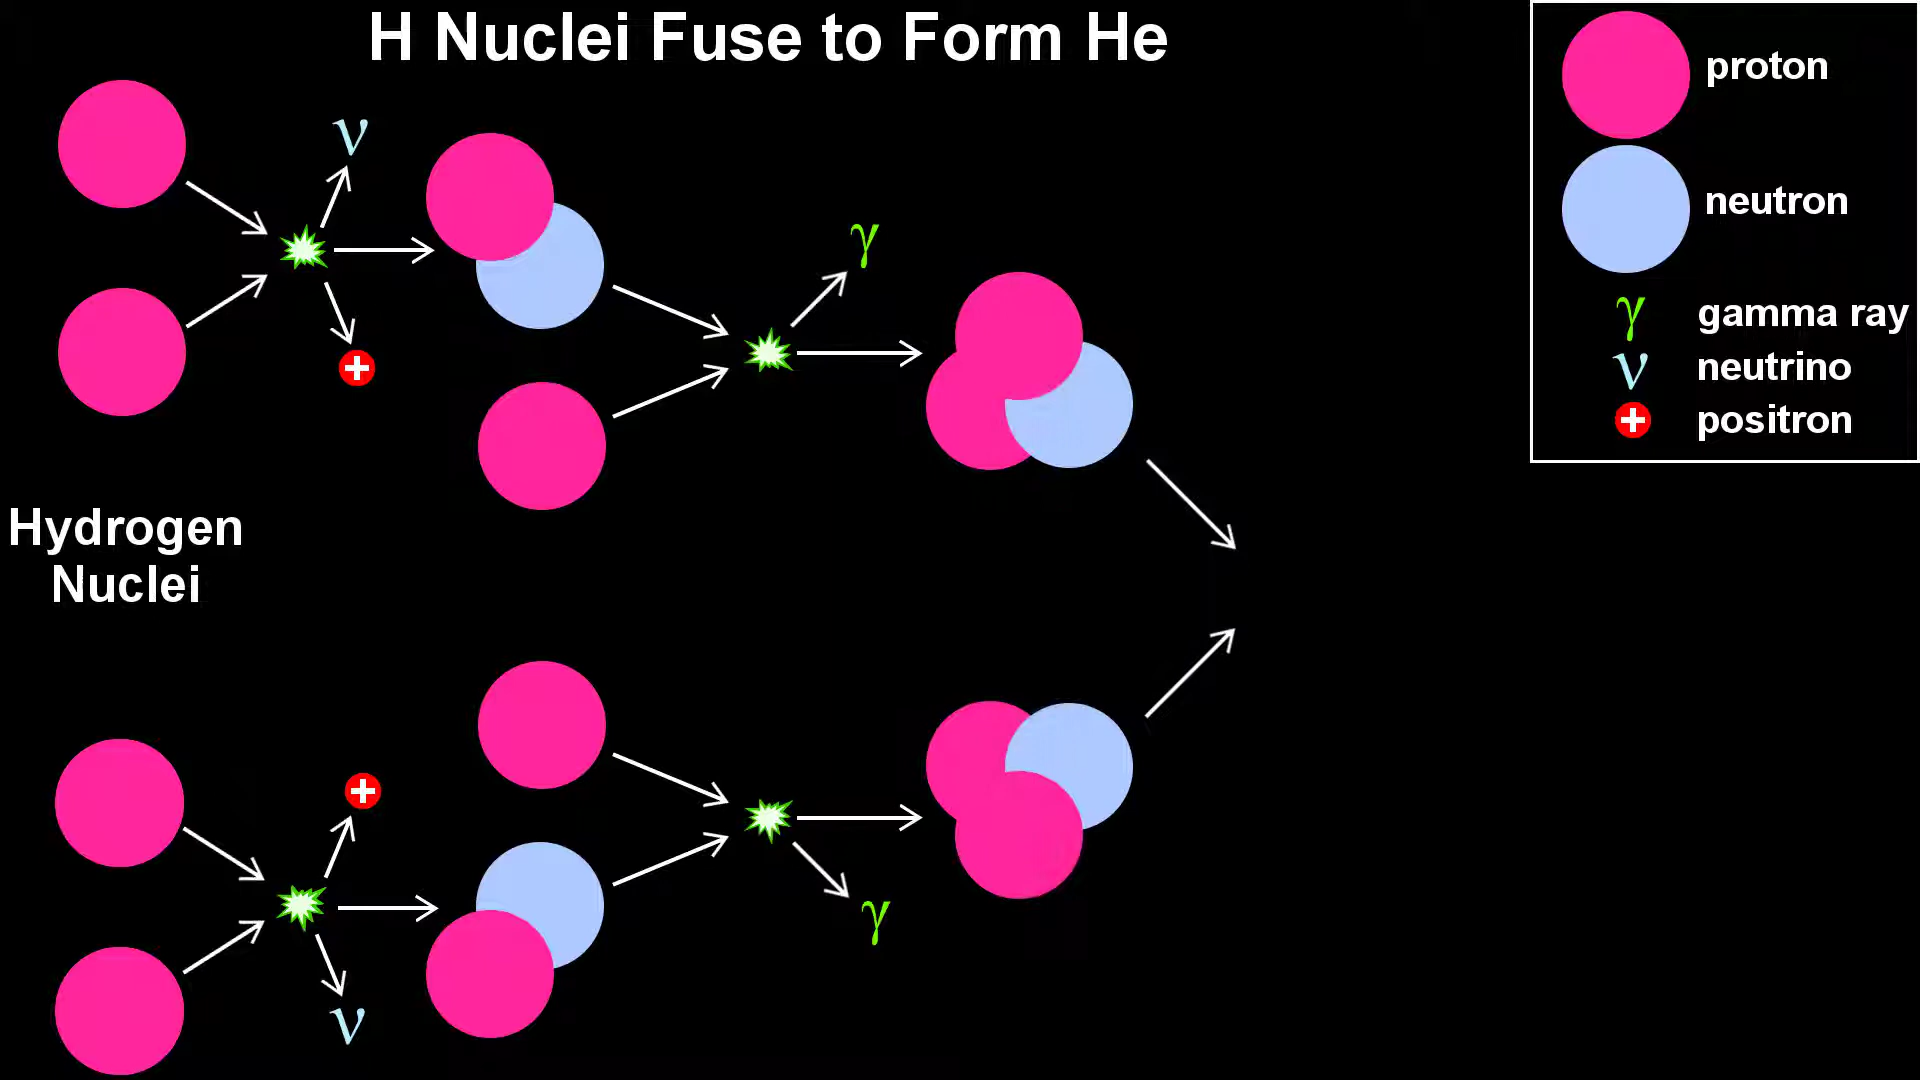 H Nuclei Fuse to Form He
ν
γ
Hydrogen
Nuclei
γ
ν
proton
neutron
γ gamma ray
ν neutrino
+ positron